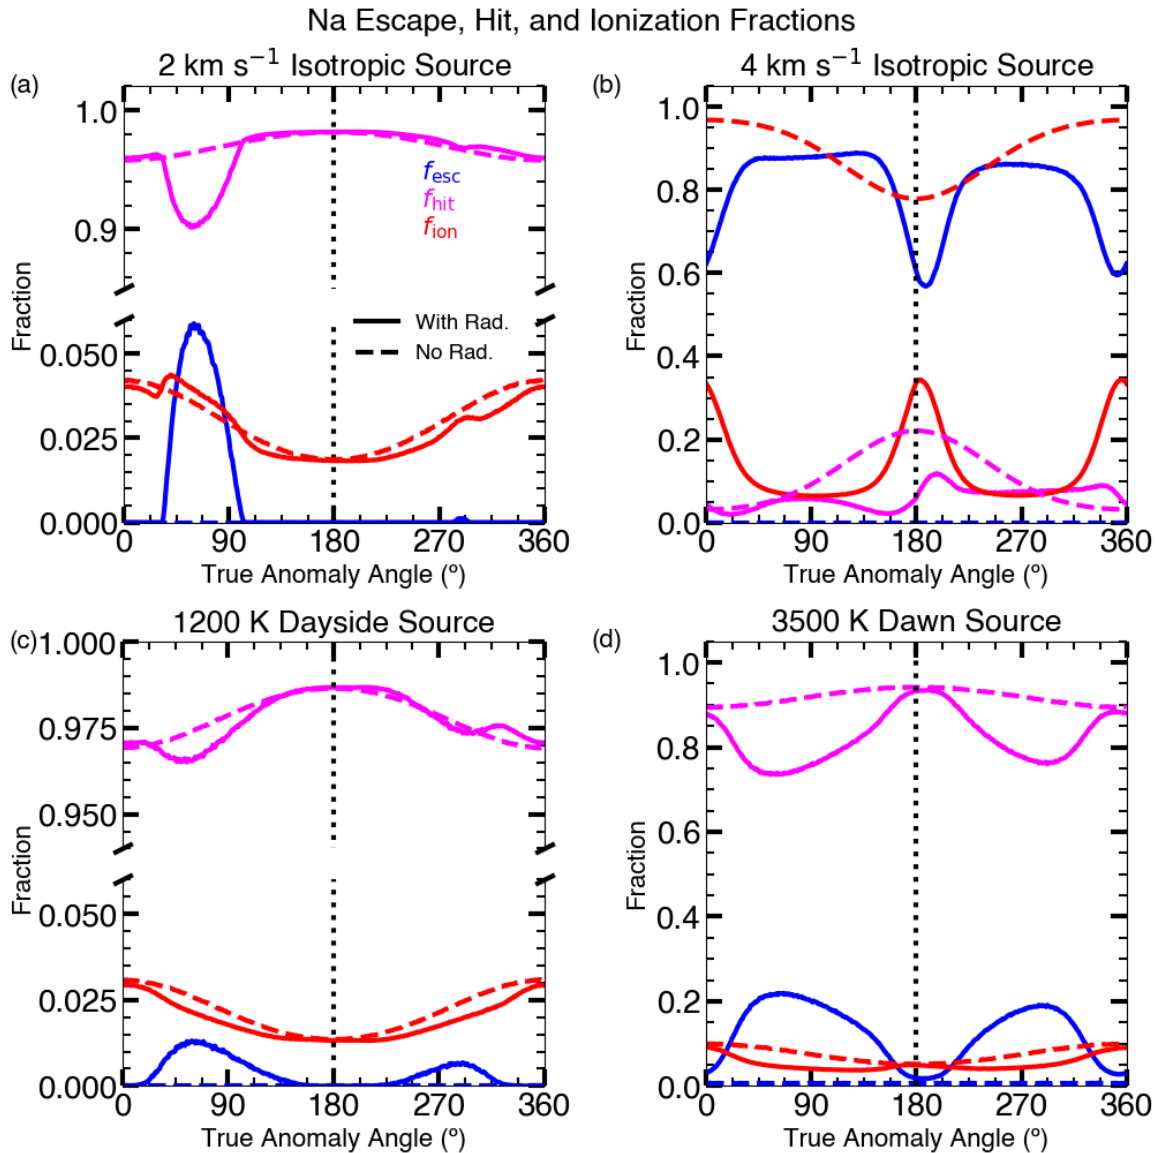 Na Escape, Hit, and Ionization Fractions
(a)
2 km s⁻¹ Isotropic Source
1.0
0.9
0.050
0.025
0.000
Fraction
f_esc
f_hit
f_ion
With Rad.
No Rad.
0 90 180 270 360
True Anomaly Angle (º)
(b)
4 km s⁻¹ Isotropic Source
1.0
0.8
0.6
0.4
0.2
0.0
Fraction
0 90 180 270 360
True Anomaly Angle (º)
(c)
1200 K Dayside Source
1.000
0.975
0.950
0.050
0.025
0.000
Fraction
0 90 180 270 360
True Anomaly Angle (º)
(d)
3500 K Dawn Source
1.0
0.8
0.6
0.4
0.2
0.0
Fraction
0 90 180 270 360
True Anomaly Angle (º)